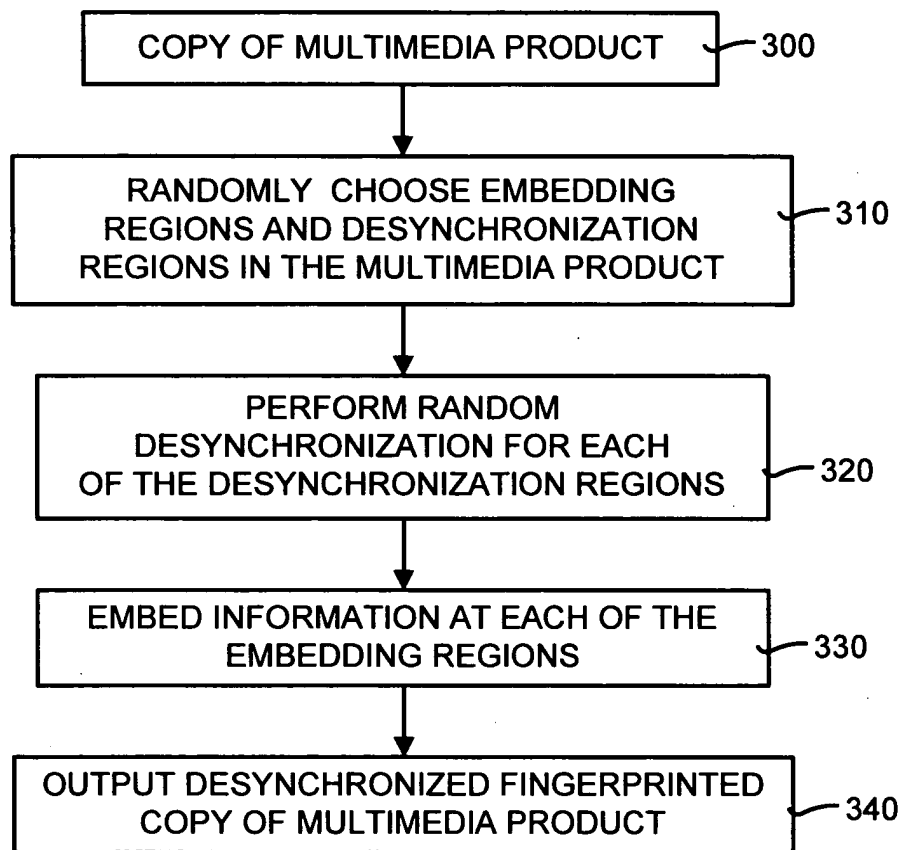 COPY OF MULTIMEDIA PRODUCT
300
RANDOMLY CHOOSE EMBEDDING
REGIONS AND DESYNCHRONIZATION
REGIONS IN THE MULTIMEDIA PRODUCT
310
PERFORM RANDOM
DESYNCHRONIZATION FOR EACH
OF THE DESYNCHRONIZATION REGIONS
320
EMBED INFORMATION AT EACH OF THE
EMBEDDING REGIONS
330
OUTPUT DESYNCHRONIZED FINGERPRINTED
COPY OF MULTIMEDIA PRODUCT
340